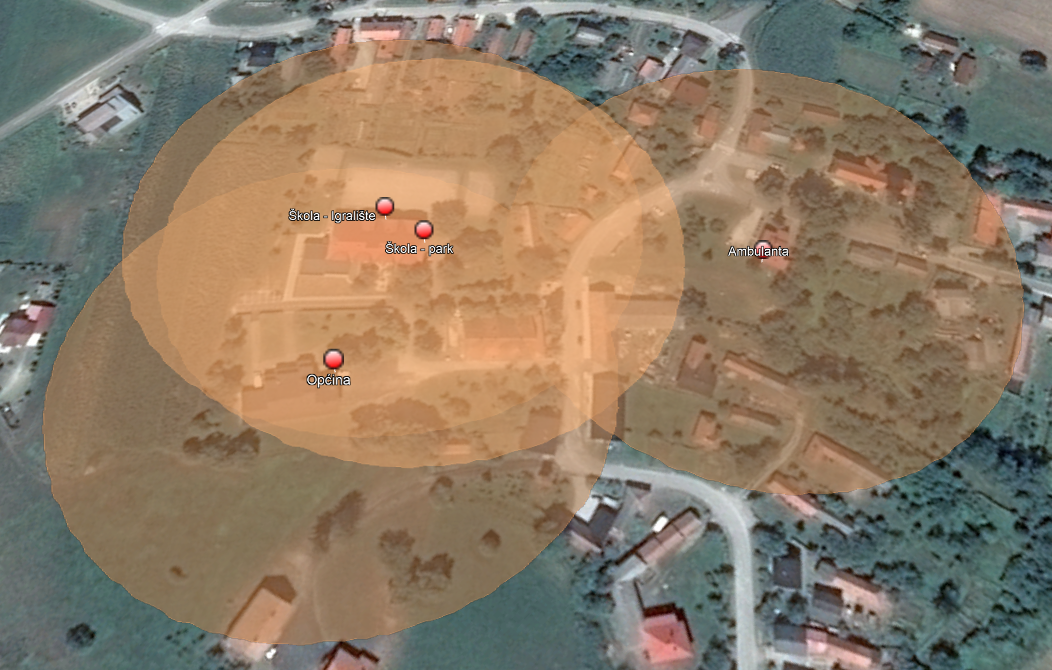 Škola - Igralište
Škola - park
Ambulanta
Općina